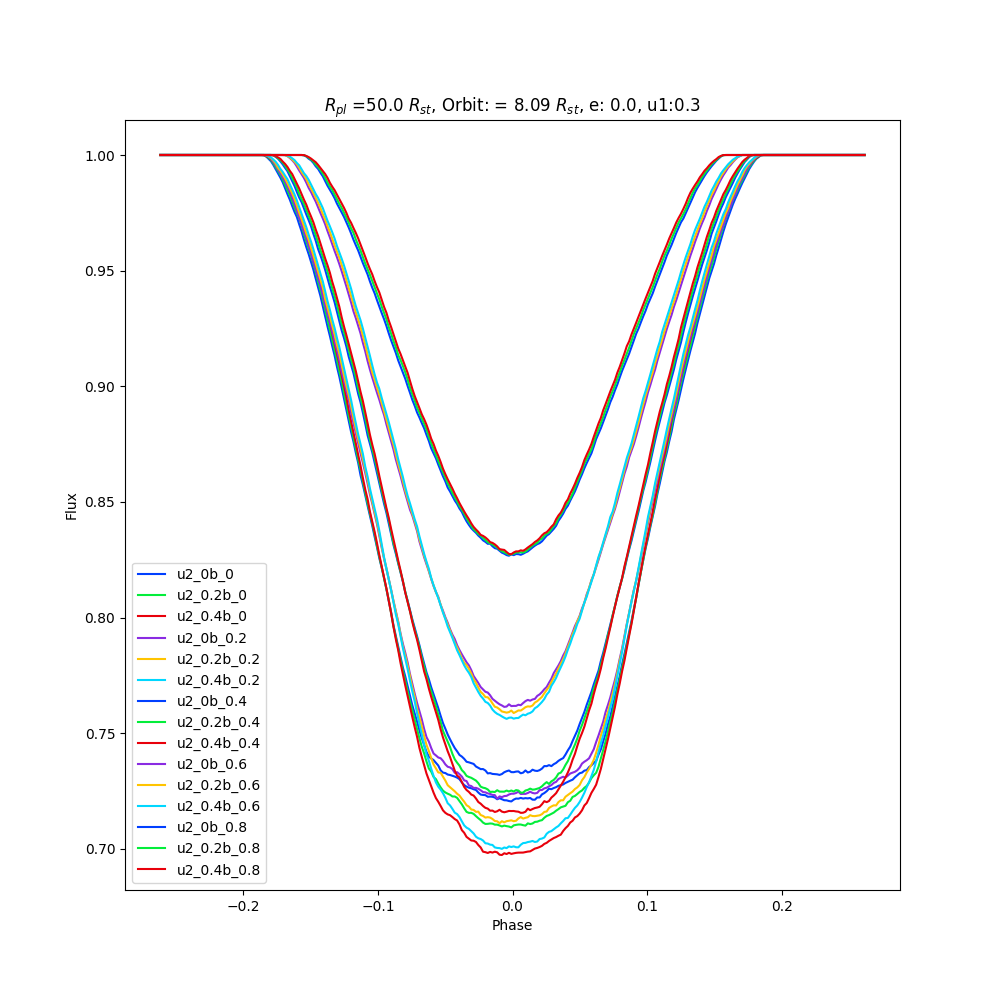 R_pl =50.0 R_st, Orbit: = 8.09 R_st, e: 0.0, u1:0.3
1.00
0.95
0.90
0.85
0.80
0.75
0.70
Flux
u2_0b_0
u2_0.2b_0
u2_0.4b_0
u2_0b_0.2
u2_0.2b_0.2
u2_0.4b_0.2
u2_0b_0.4
u2_0.2b_0.4
u2_0.4b_0.4
u2_0b_0.6
u2_0.2b_0.6
u2_0.4b_0.6
u2_0b_0.8
u2_0.2b_0.8
u2_0.4b_0.8
−0.2 −0.1 0.0 0.1 0.2
Phase